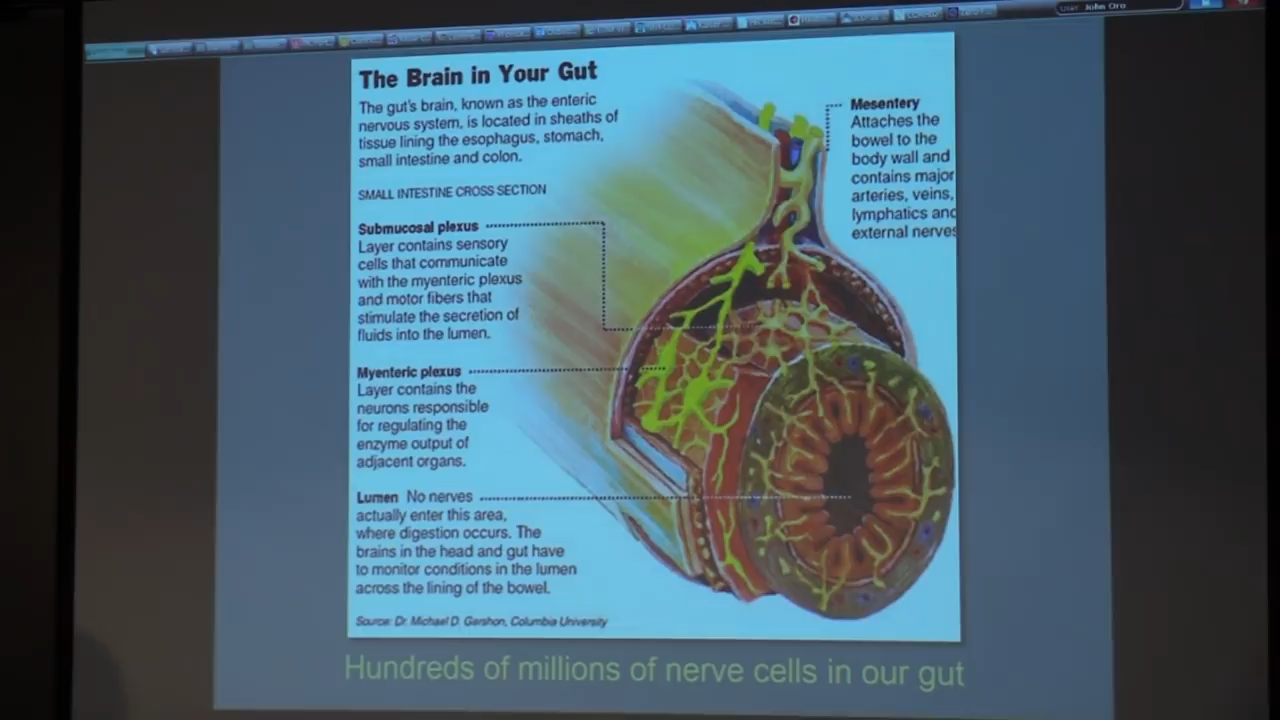 User: John Oro
The Brain in Your Gut
The gut's brain, known as the enteric
nervous system, is located in sheaths of
tissue lining the esophagus, stomach,
small intestine and colon.
SMALL INTESTINE CROSS SECTION
Submucosal plexus
Layer contains sensory
cells that communicate
with the myenteric plexus
and motor fibers that
stimulate the secretion of
fluids into the lumen.
Myenteric plexus
Layer contains the
neurons responsible
for regulating the
enzyme output of
adjacent organs.
Lumen No nerves
actually enter this area,
where digestion occurs. The
brains in the head and gut have
to monitor conditions in the lumen
across the lining of the bowel.
Source: Dr. Michael D. Gershon, Columbia University
Mesentery
Attaches the
bowel to the
body wall and
contains major
arteries, veins,
lymphatics and
external nerves
Hundreds of millions of nerve cells in our gut